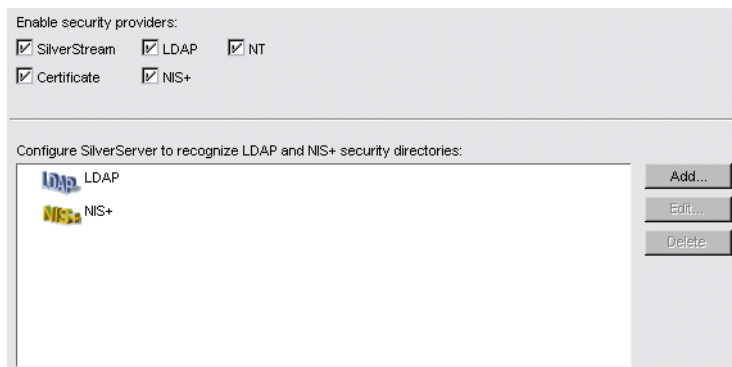 Enable security providers:
SilverStream LDAP NT
Certificate NIS+
Configure SilverServer to recognize LDAP and NIS+ security directories:
LDAP LDAP
NIS+ NIS+
Add...
Edit...
Delete